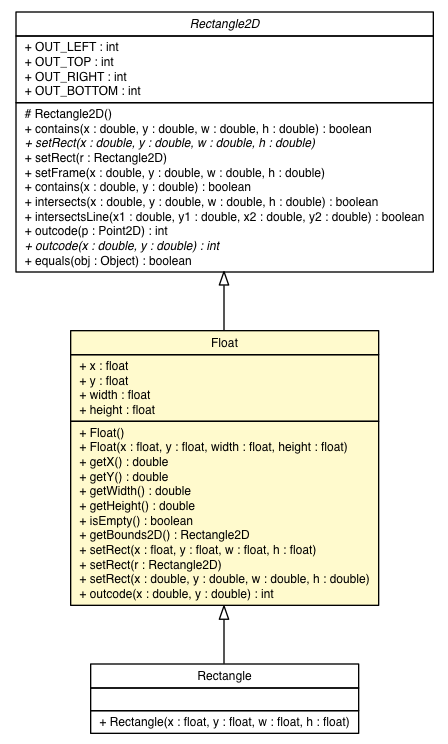 Rectangle2D
+ OUT_LEFT : int
+ OUT_TOP : int
+ OUT_RIGHT : int
+ OUT_BOTTOM : int
# Rectangle2D()
+ contains(x : double, y : double, w : double, h : double) : boolean
+ setRect(x : double, y : double, w : double, h : double)
+ setRect(r : Rectangle2D)
+ setFrame(x : double, y : double, w : double, h : double)
+ contains(x : double, y : double) : boolean
+ intersects(x : double, y : double, w : double, h : double) : boolean
+ intersectsLine(x1 : double, y1 : double, x2 : double, y2 : double) : boolean
+ outcode(p : Point2D) : int
+ outcode(x : double, y : double) : int
+ equals(obj : Object) : boolean
Float
+ x : float
+ y : float
+ width : float
+ height : float
+ Float()
+ Float(x : float, y : float, width : float, height : float)
+ getX() : double
+ getY() : double
+ getWidth() : double
+ getHeight() : double
+ isEmpty() : boolean
+ getBounds2D() : Rectangle2D
+ setRect(x : float, y : float, w : float, h : float)
+ setRect(r : Rectangle2D)
+ setRect(x : double, y : double, w : double, h : double)
+ outcode(x : double, y : double) : int
Rectangle
+ Rectangle(x : float, y : float, w : float, h : float)